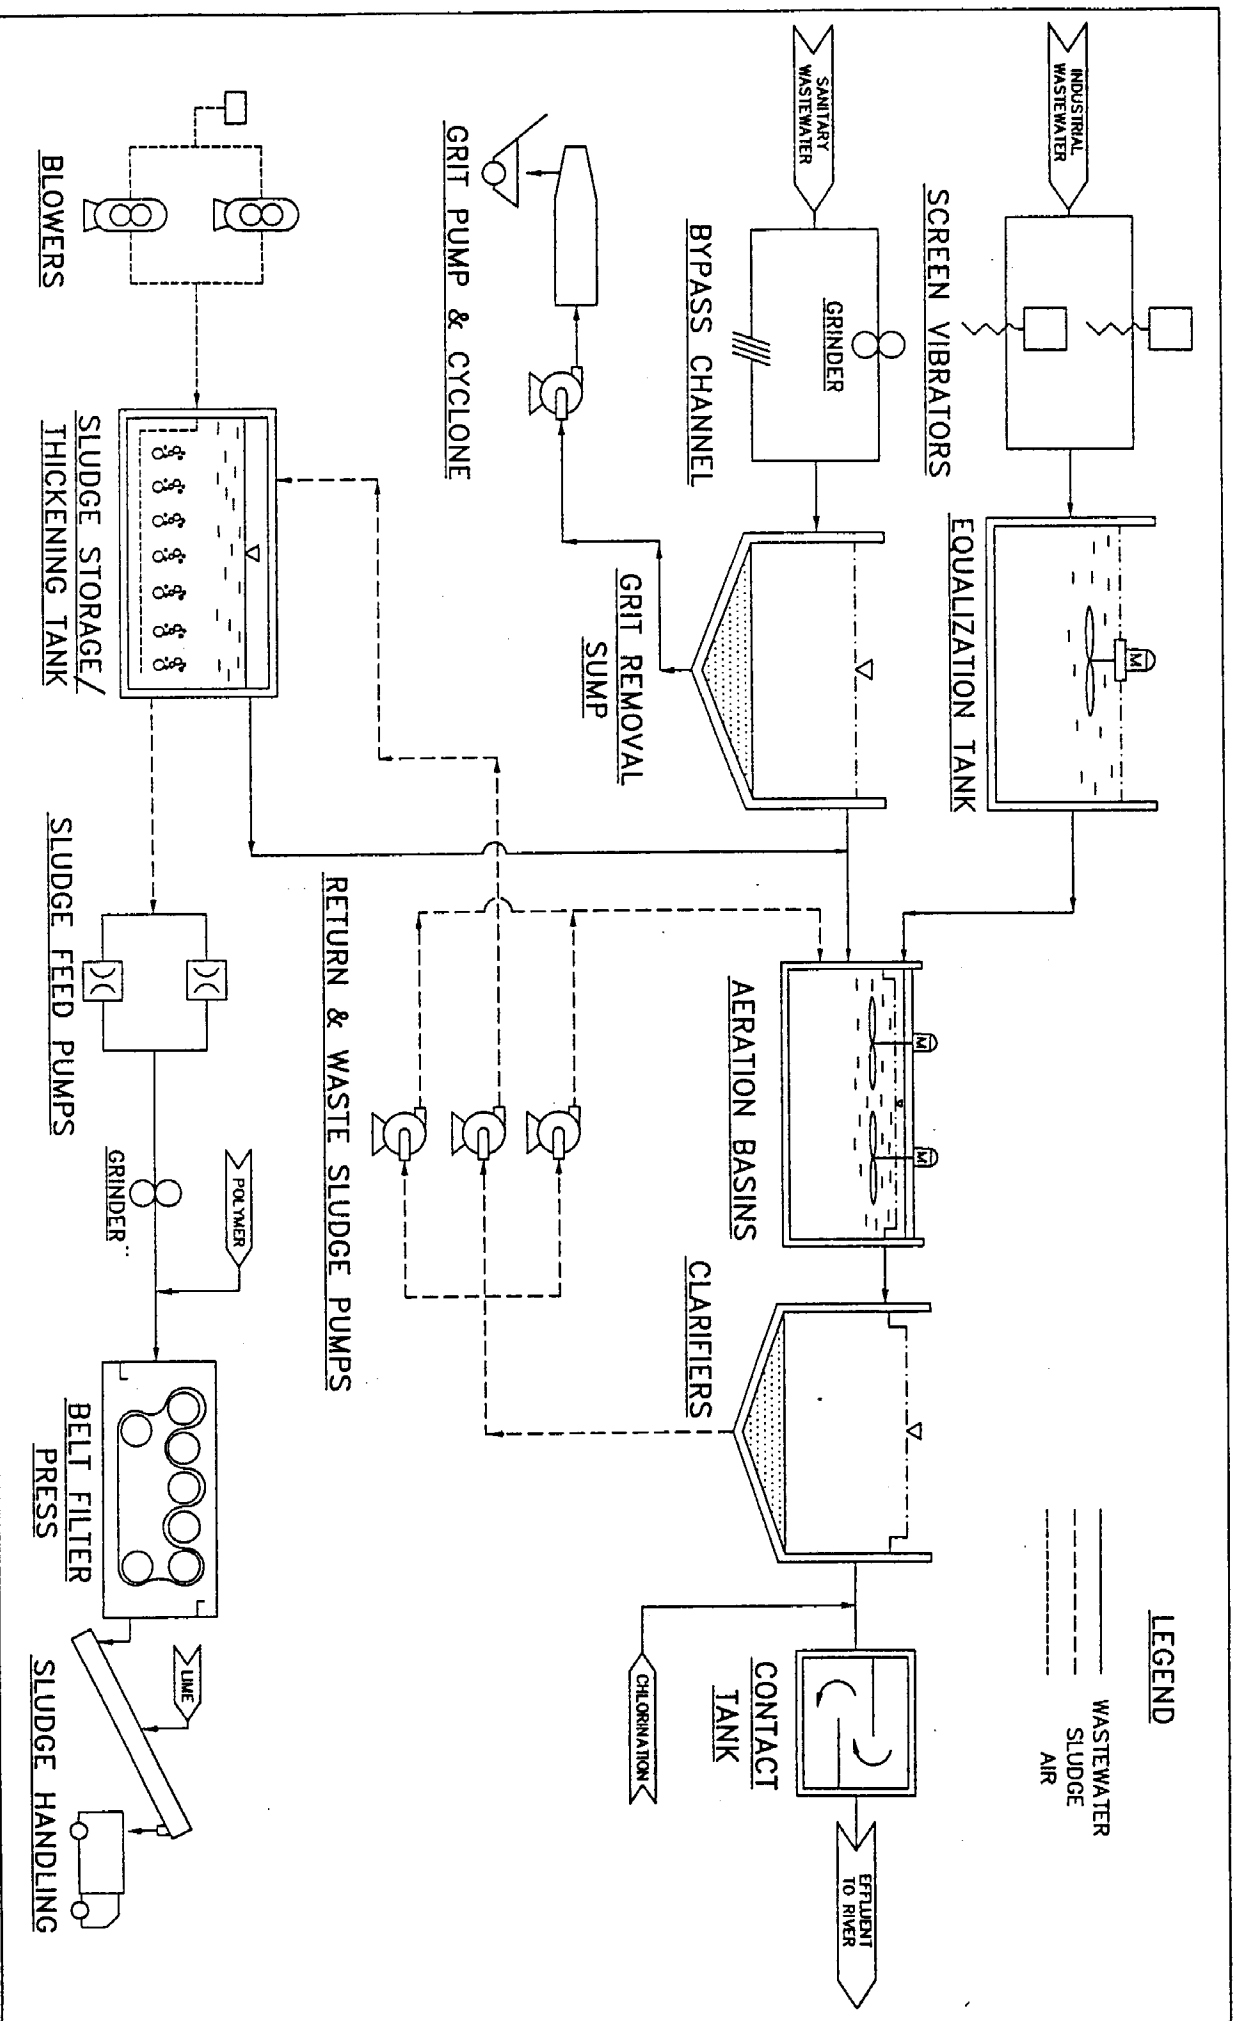 INDUSTRIAL
WASTEWATER
SCREEN VIBRATORS
EQUALIZATION TANK
M
LEGEND
WASTEWATER
SLUDGE
AIR
SANITARY
WASTEWATER
GRINDER
BYPASS CHANNEL
GRIT REMOVAL
SUMP
M
M
AERATION BASINS
CLARIFIERS
CONTACT
TANK
CHLORINATION
EFFLUENT
TO RIVER
GRIT PUMP & CYCLONE
RETURN & WASTE SLUDGE PUMPS
BLOWERS
SLUDGE STORAGE/
THICKENING TANK
SLUDGE FEED PUMPS
POLYMER
GRINDER
BELT FILTER
PRESS
LIME
SLUDGE HANDLING